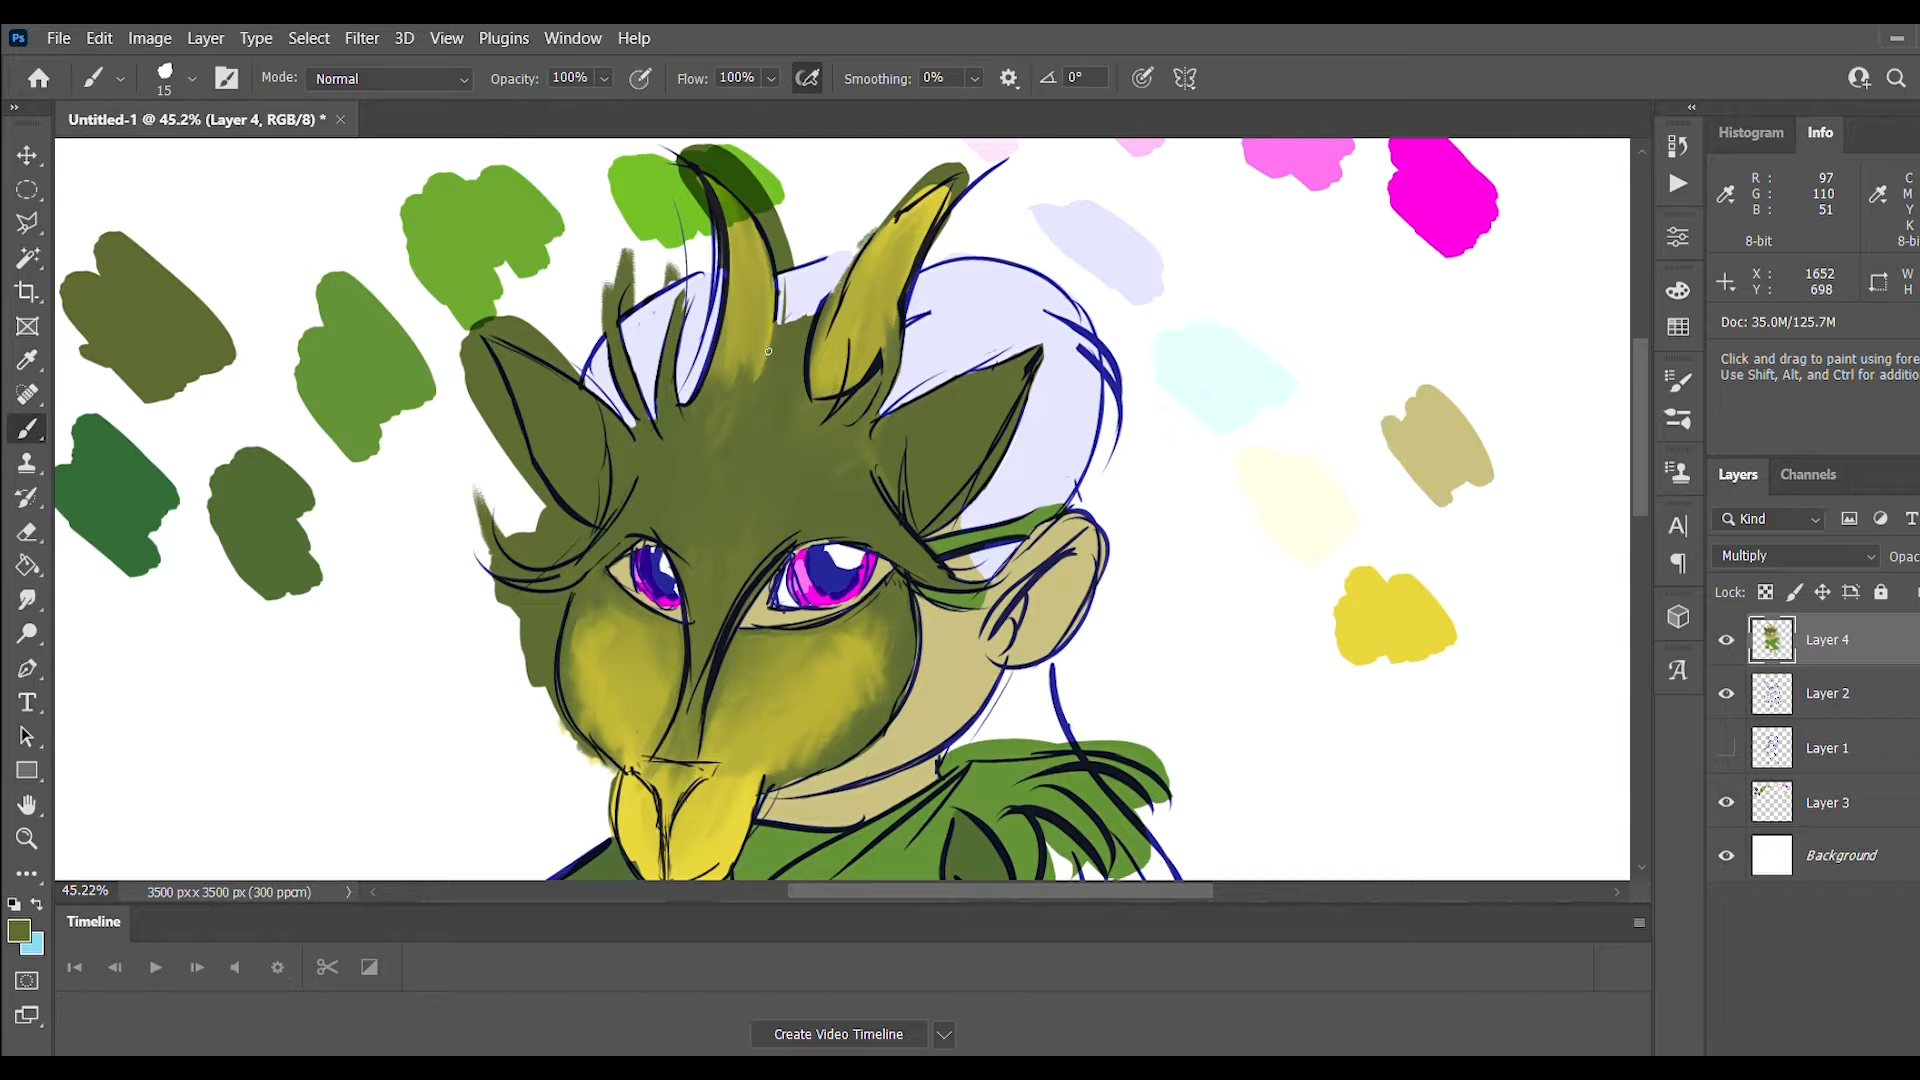 Ps File Edit Image Layer Type Select Filter 3D View Plugins Window Help
15 Mode: Normal Opacity: 100% Flow: 100% Smoothing: 0% 0°
Untitled-1 @ 45.2% (Layer 4, RGB/8) *
Histogram Info
R : 97 C
G : 110 M
B : 51 Y
K
8-bit 8-bi
X : 1652 W
Y : 698 H
Doc: 35.0M/125.7M
Click and drag to paint using fore
Use Shift, Alt, and Ctrl for additio
Layers Channels
Kind
Multiply Opac
Lock:
Layer 4
Layer 2
Layer 1
Layer 3
Background
45.22% 3500 px x 3500 px (300 ppcm)
Timeline
Create Video Timeline